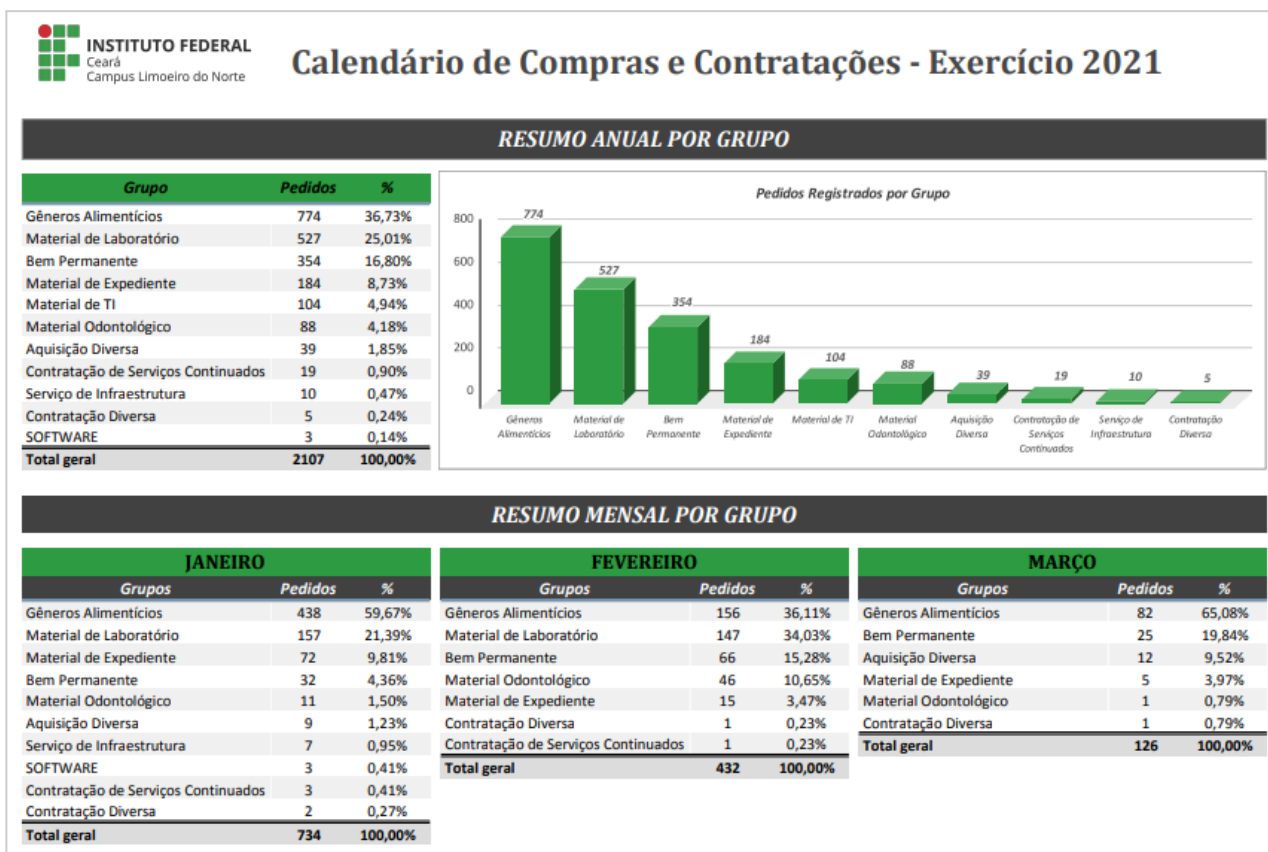 INSTITUTO FEDERAL
Ceará
Campus Limoeiro do Norte
Calendário de Compras e Contratações - Exercício 2021
RESUMO ANUAL POR GRUPO
Grupo Pedidos %
Gêneros Alimentícios 774 36,73%
Material de Laboratório 527 25,01%
Bem Permanente 354 16,80%
Material de Expediente 184 8,73%
Material de TI 104 4,94%
Material Odontológico 88 4,18%
Aquisição Diversa 39 1,85%
Contratação de Serviços Continuados 19 0,90%
Serviço de Infraestrutura 10 0,47%
Contratação Diversa 5 0,24%
SOFTWARE 3 0,14%
Total geral 2107 100,00%
Pedidos Registrados por Grupo
800
600
400
200
0
774
527
354
184
104
88
39
19
10
5
Gêneros Alimentícios
Material de Laboratório
Bem Permanente
Material de Expediente
Material de TI
Material Odontológico
Aquisição Diversa
Contratação de Serviços Continuados
Serviço de Infraestrutura
Contratação Diversa
RESUMO MENSAL POR GRUPO
JANEIRO
Grupos Pedidos %
Gêneros Alimentícios 438 59,67%
Material de Laboratório 157 21,39%
Material de Expediente 72 9,81%
Bem Permanente 32 4,36%
Material Odontológico 11 1,50%
Aquisição Diversa 9 1,23%
Serviço de Infraestrutura 7 0,95%
SOFTWARE 3 0,41%
Contratação de Serviços Continuados 3 0,41%
Contratação Diversa 2 0,27%
Total geral 734 100,00%
FEVEREIRO
Grupos Pedidos %
Gêneros Alimentícios 156 36,11%
Material de Laboratório 147 34,03%
Bem Permanente 66 15,28%
Material Odontológico 46 10,65%
Material de Expediente 15 3,47%
Contratação Diversa 1 0,23%
Contratação de Serviços Continuados 1 0,23%
Total geral 432 100,00%
MARÇO
Grupos Pedidos %
Gêneros Alimentícios 82 65,08%
Bem Permanente 25 19,84%
Aquisição Diversa 12 9,52%
Material de Expediente 5 3,97%
Material Odontológico 1 0,79%
Contratação Diversa 1 0,79%
Total geral 126 100,00%